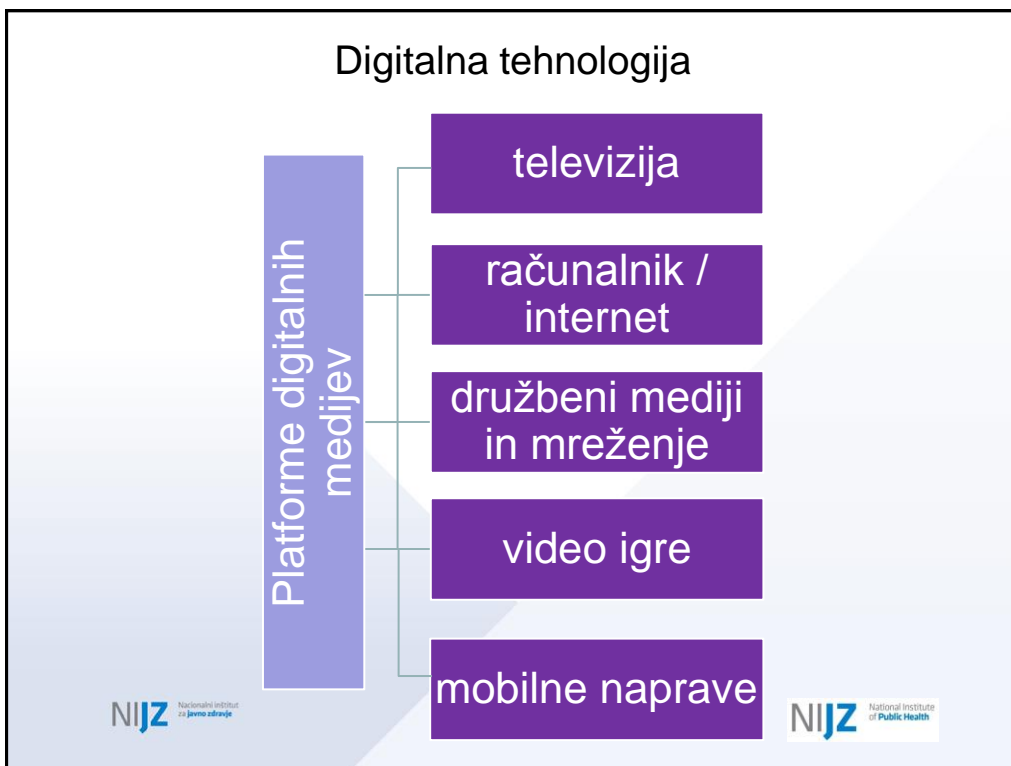 Digitalna tehnologija
Platforme digitalnih
medijev
televizija
računalnik /
internet
družbeni mediji
in mreženje
video igre
mobilne naprave
NIJZ Nacionalni inštitut
za javno zdravje
NIJZ National Institute
of Public Health